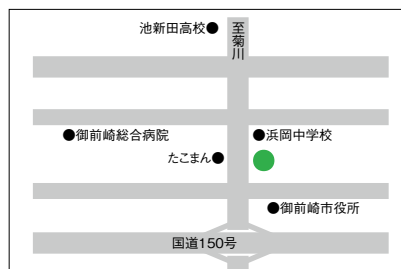 池新田高校●
至菊川
●御前崎総合病院
●浜岡中学校
たこまん●
●御前崎市役所
国道150号